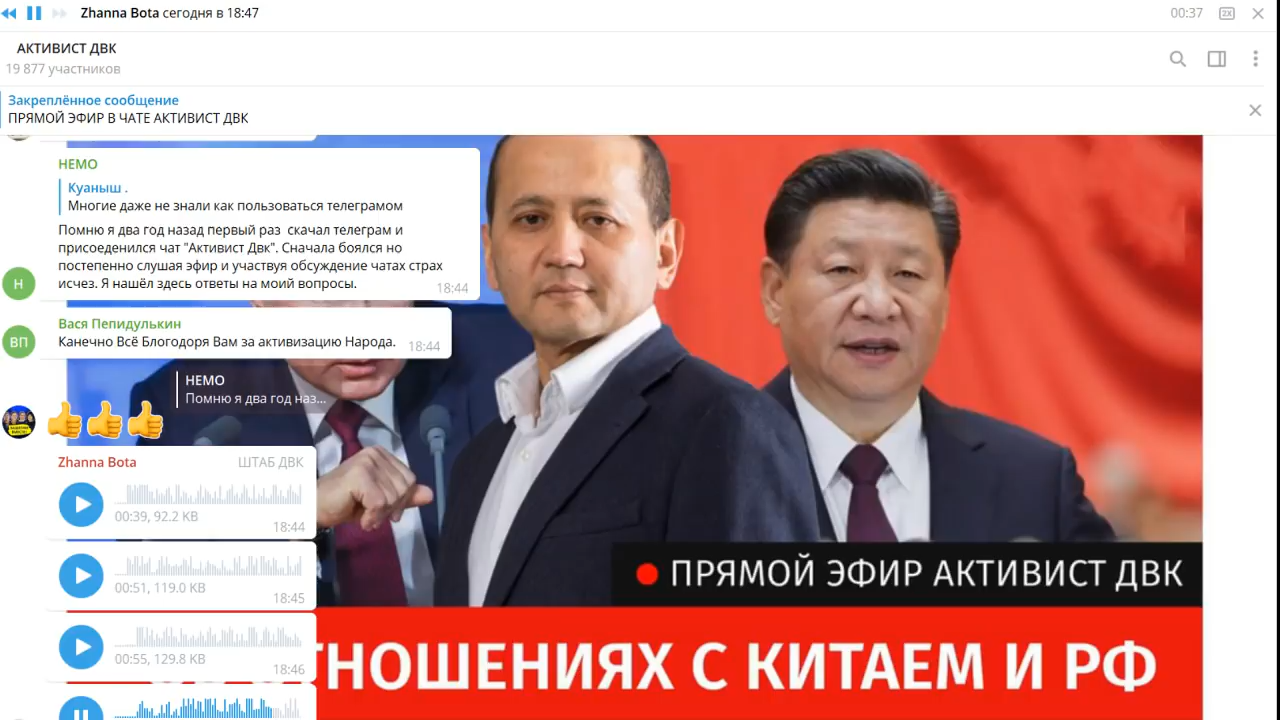 Zhanna Bota сегодня в 18:47
00:37
2X
АКТИВИСТ ДВК
19 877 участников
Закреплённое сообщение
ПРЯМОЙ ЭФИР В ЧАТЕ АКТИВИСТ ДВК
НЕМО
Куаныш .
Многие даже не знали как пользоваться телеграмом
Помню я два год назад первый раз скачал телеграм и
присоеденился чат "Активист Двк". Сначала боялся но
постепенно слушая эфир и участвуя обсуждение чатах страх
исчез. Я нашёл здесь ответы на моий вопросы.
18:44
Н
Вася Пепидулькин
Канечно Всё Блогодоря Вам за активизацию Народа.
18:44
ВП
НЕМО
Помню я два год наз...
Zhanna Bota
ШТАБ ДВК
00:39, 92.2 KB
18:44
00:51, 119.0 KB
18:45
00:55, 129.8 KB
18:46
ПРЯМОЙ ЭФИР АКТИВИСТ ДВК
ТНОШЕНИЯХ С КИТАЕМ И РФ